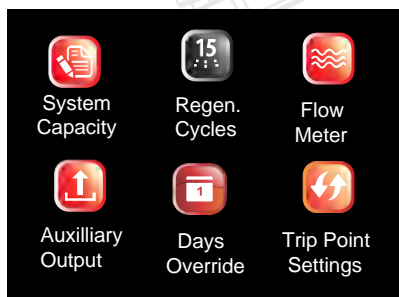 15
System
Capacity
Regen.
Cycles
Flow
Meter
1
Auxilliary
Output
Days
Override
Trip Point
Settings